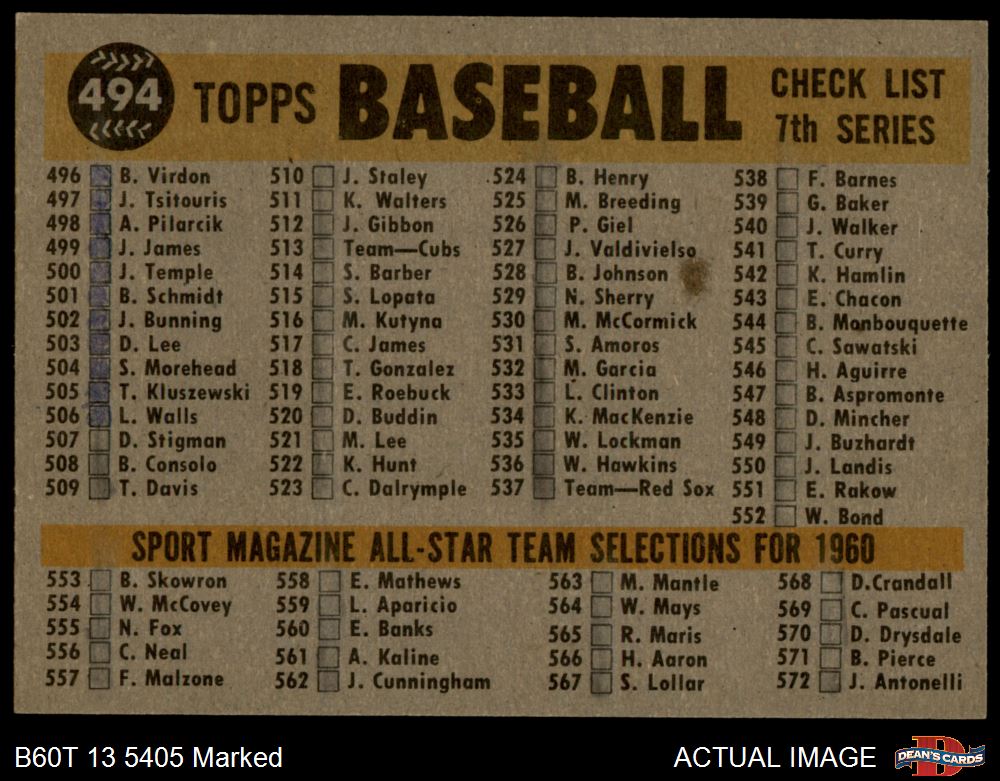 494 TOPPS BASEBALL CHECK LIST
7th SERIES
496 B. Virdon
497 J. Tsitouris
498 A. Pilarcik
499 J. James
500 J. Temple
501 B. Schmidt
502 J. Bunning
503 D. Lee
504 S. Morehead
505 T. Kluszewski
506 L. Walls
507 D. Stigman
508 B. Consolo
509 T. Davis
510 J. Staley
511 K. Walters
512 J. Gibbon
513 Team—Cubs
514 S. Barber
515 S. Lopata
516 M. Kutyna
517 C. James
518 T. Gonzalez
519 E. Roebuck
520 D. Buddin
521 M. Lee
522 K. Hunt
523 C. Dalrymple
524 B. Henry
525 M. Breeding
526 P. Giel
527 J. Valdivielso
528 B. Johnson
529 N. Sherry
530 M. McCormick
531 S. Amoros
532 M. Garcia
533 L. Clinton
534 K. MacKenzie
535 W. Lockman
536 W. Hawkins
537 Team—Red Sox
538 F. Barnes
539 G. Baker
540 J. Walker
541 T. Curry
542 K. Hamlin
543 E. Chacon
544 B. Monbouquette
545 C. Sawatski
546 H. Aguirre
547 B. Aspromonte
548 D. Mincher
549 J. Buzhardt
550 J. Landis
551 E. Rakow
552 W. Bond
SPORT MAGAZINE ALL-STAR TEAM SELECTIONS FOR 1960
553 B. Skowron
554 W. McCovey
555 N. Fox
556 C. Neal
557 F. Malzone
558 E. Mathews
559 L. Aparicio
560 E. Banks
561 A. Kaline
562 J. Cunningham
563 M. Mantle
564 W. Mays
565 R. Maris
566 H. Aaron
567 S. Lollar
568 D.Crandall
569 C. Pascual
570 D. Drysdale
571 B. Pierce
572 J. Antonelli
B60T 13 5405 Marked
ACTUAL IMAGE
D
DEAN'S CARDS